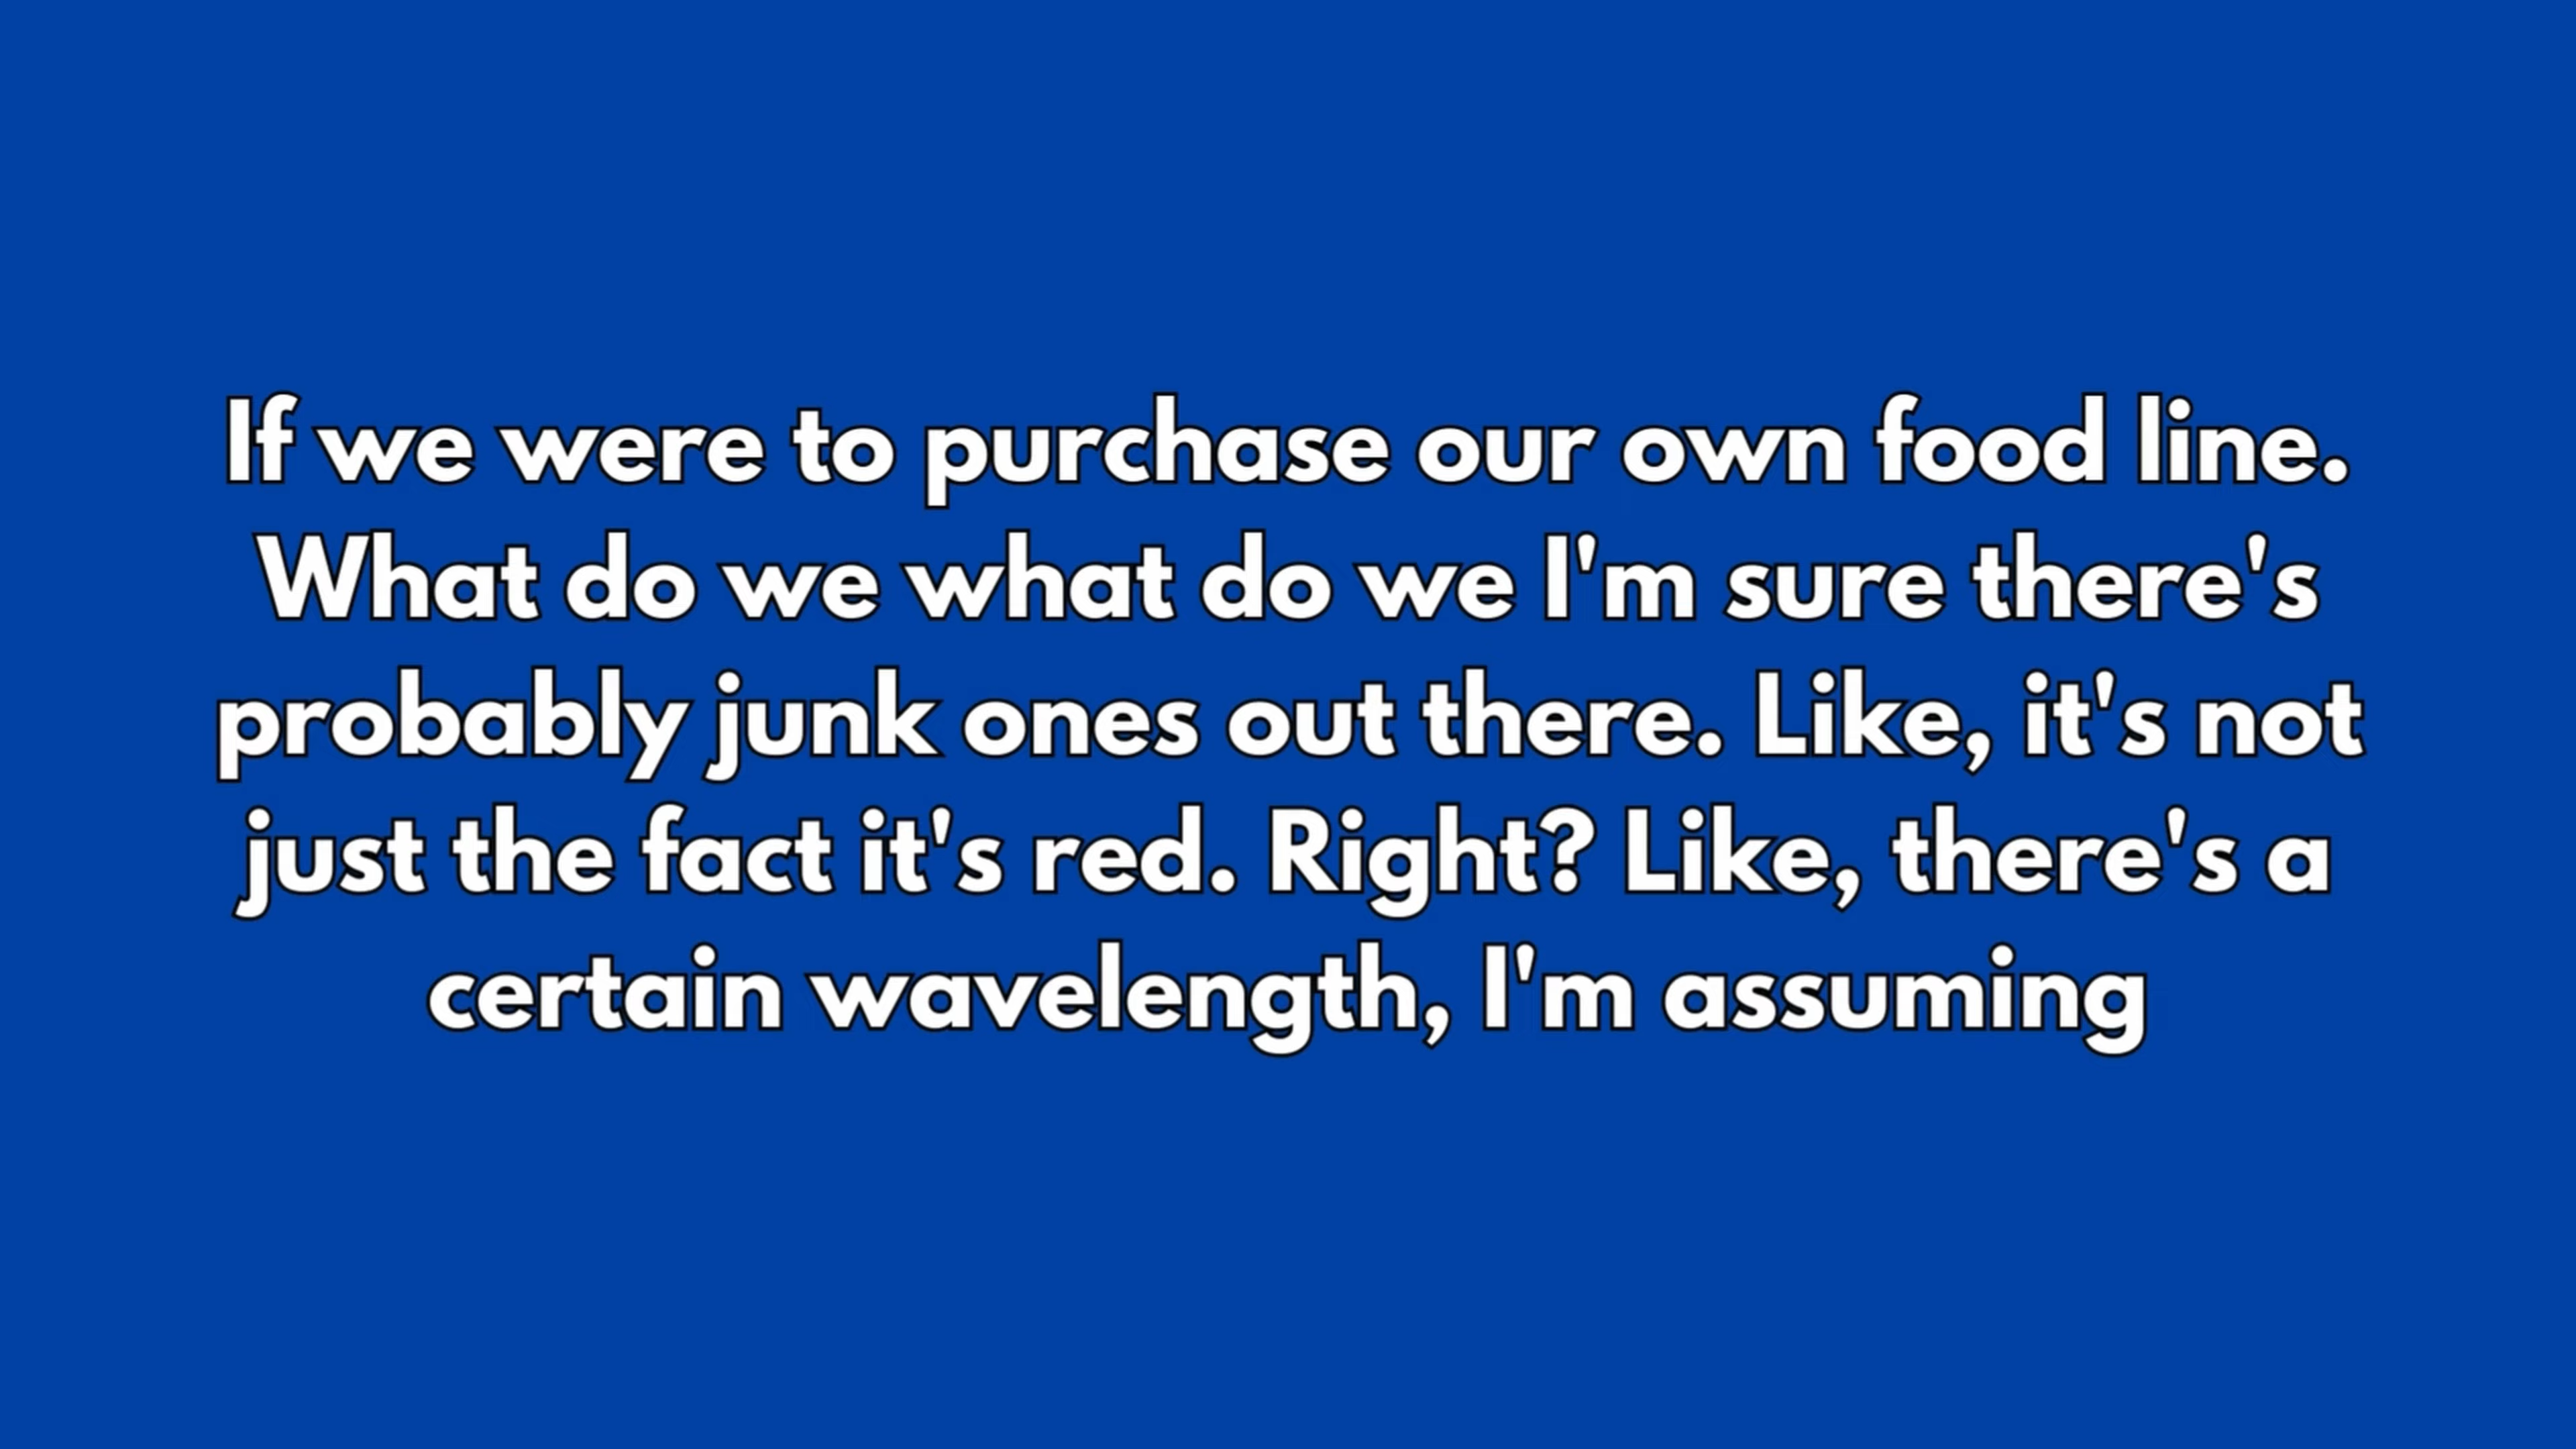 If we were to purchase our own food line.
What do we what do we I'm sure there's
probably junk ones out there. Like, it's not
just the fact it's red. Right? Like, there's a
certain wavelength, I'm assuming